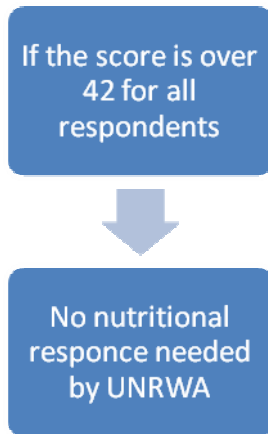 If the score is over
42 for all
respondents
No nutritional
responce needed
by UNRWA